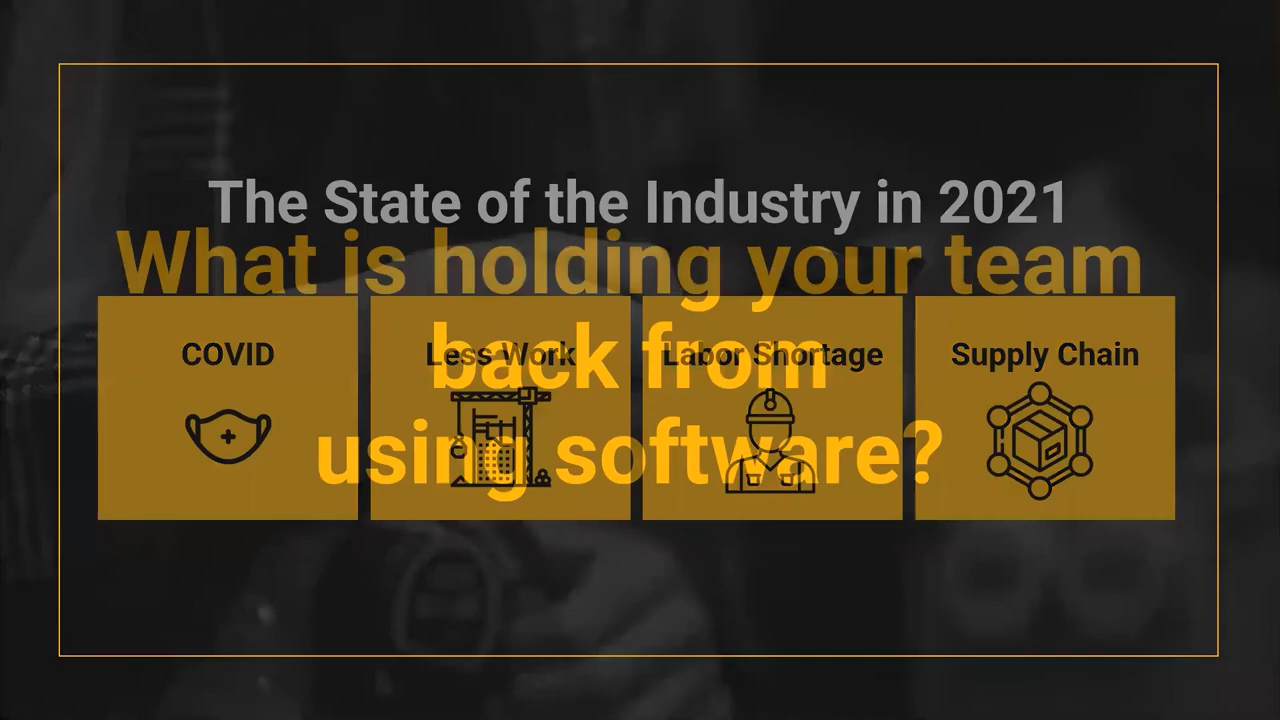 The State of the Industry in 2021
What is holding your team
back from
using software?
COVID
Less Work
Labor Shortage
Supply Chain